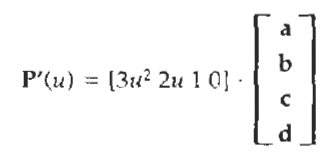 a
b
P′(u) = [3u² 2u 1 0] ·
c
d